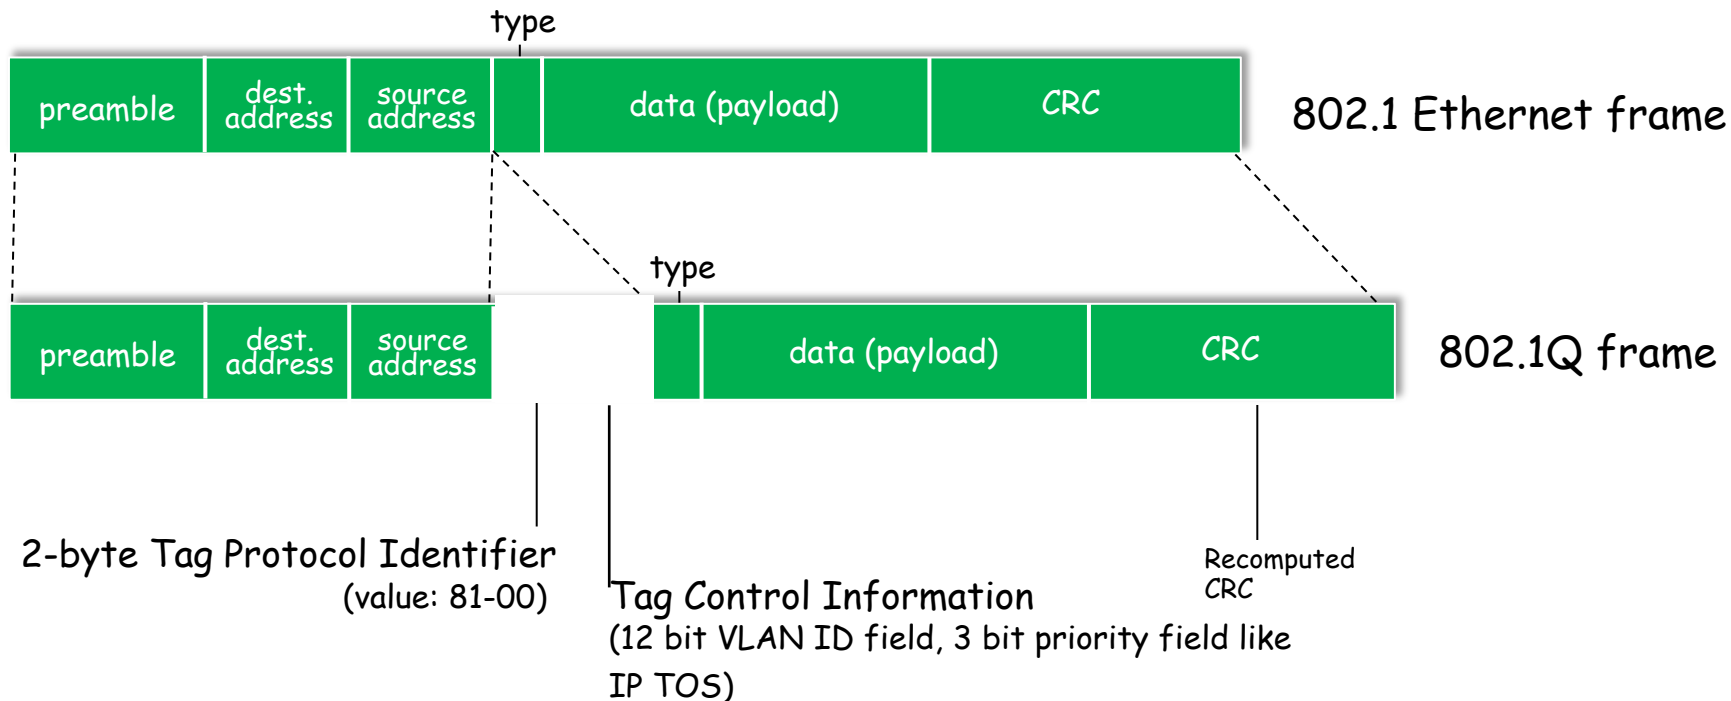 type
preamble
dest.
address
source
address
data (payload)
CRC
802.1 Ethernet frame
type
preamble
dest.
address
source
address
data (payload)
CRC
802.1Q frame
2-byte Tag Protocol Identifier
(value: 81-00)
Tag Control Information
(12 bit VLAN ID field, 3 bit priority field like
IP TOS)
Recomputed
CRC